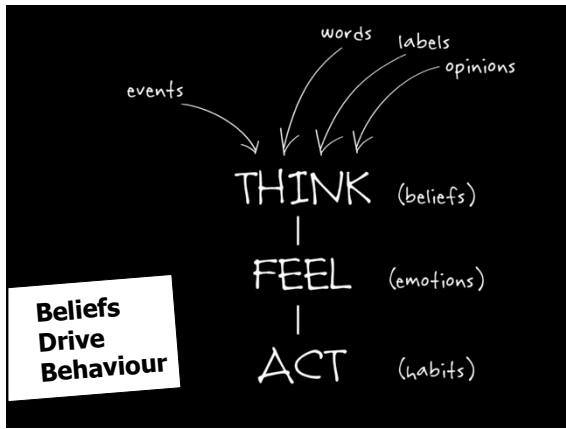 words
labels
opinions
events
THINK (beliefs)
FEEL (emotions)
ACT (habits)
Beliefs
Drive
Behaviour